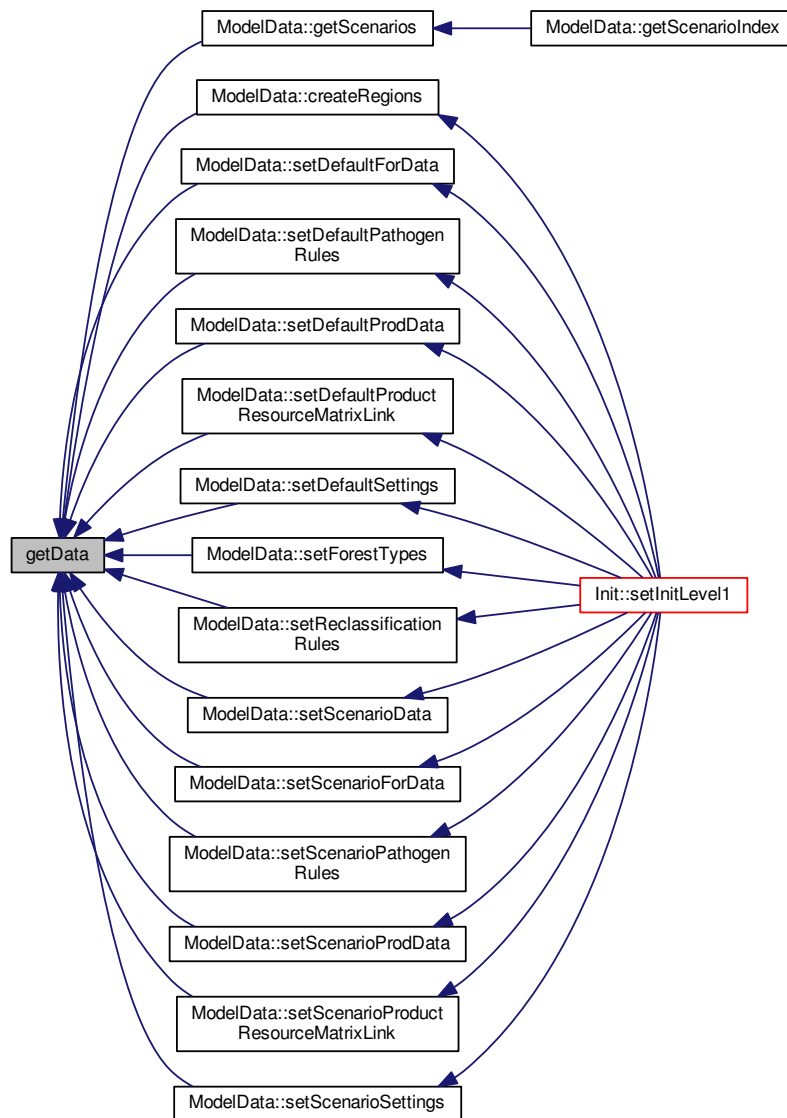 ModelData::getScenarios
ModelData::getScenarioIndex
ModelData::createRegions
ModelData::setDefaultForData
ModelData::setDefaultPathogen
Rules
ModelData::setDefaultProdData
ModelData::setDefaultProduct
ResourceMatrixLink
ModelData::setDefaultSettings
getData
ModelData::setForestTypes
Init::setInitLevel1
ModelData::setReclassification
Rules
ModelData::setScenarioData
ModelData::setScenarioForData
ModelData::setScenarioPathogen
Rules
ModelData::setScenarioProdData
ModelData::setScenarioProduct
ResourceMatrixLink
ModelData::setScenarioSettings